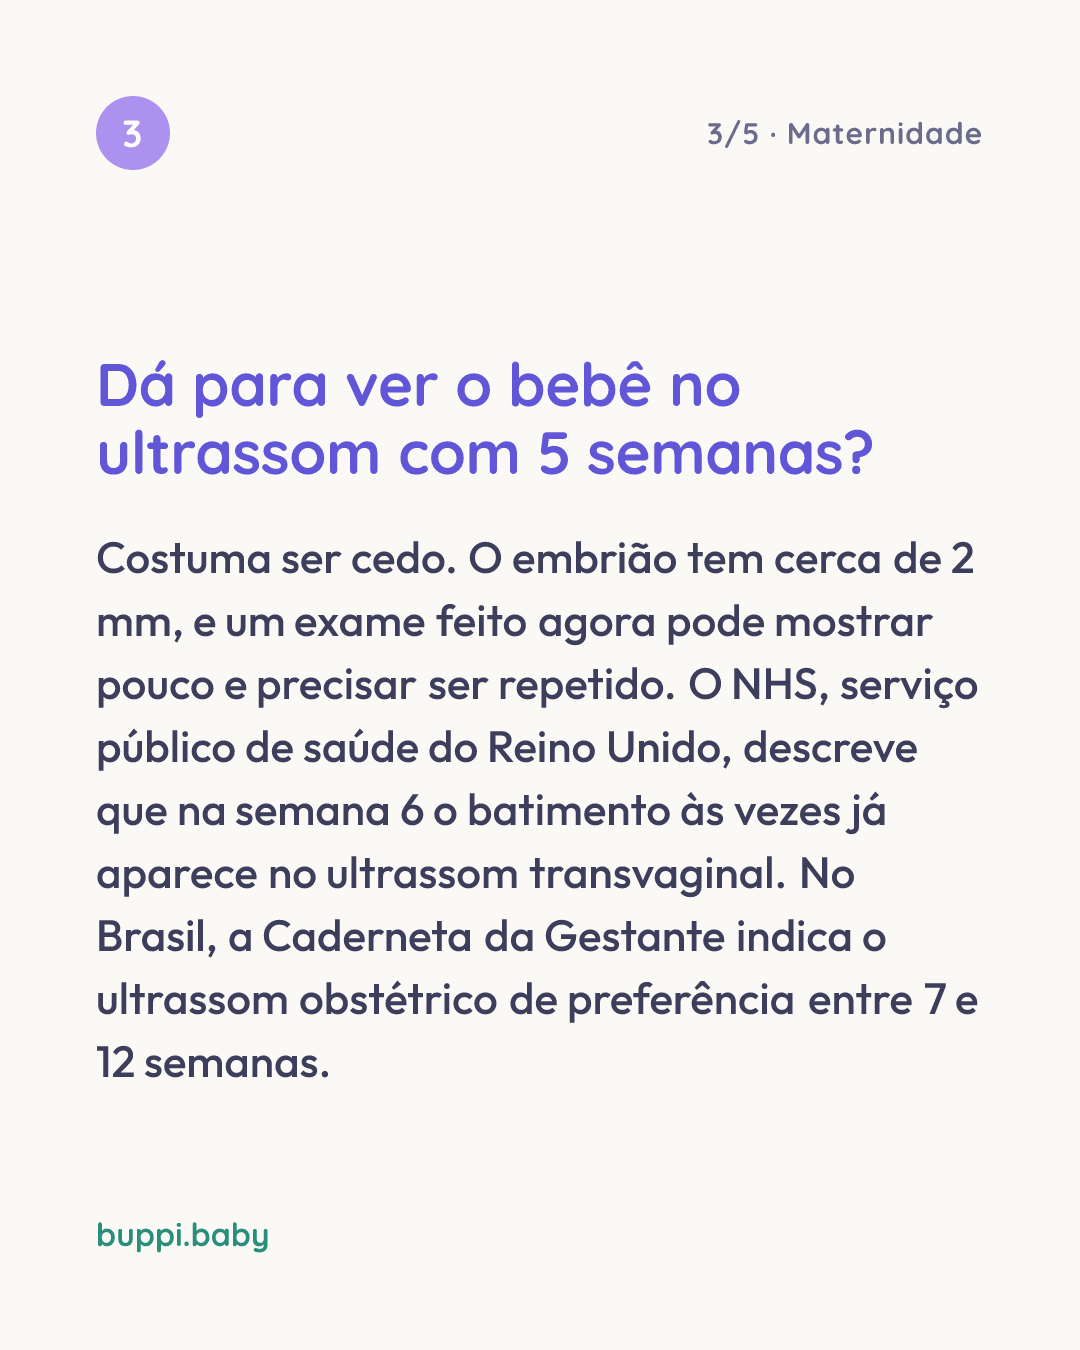 3
3/5 · Maternidade
Dá para ver o bebê no
ultrassom com 5 semanas?
Costuma ser cedo. O embrião tem cerca de 2
mm, e um exame feito agora pode mostrar
pouco e precisar ser repetido. O NHS, serviço
público de saúde do Reino Unido, descreve
que na semana 6 o batimento às vezes já
aparece no ultrassom transvaginal. No
Brasil, a Caderneta da Gestante indica o
ultrassom obstétrico de preferência entre 7 e
12 semanas.
buppi.baby